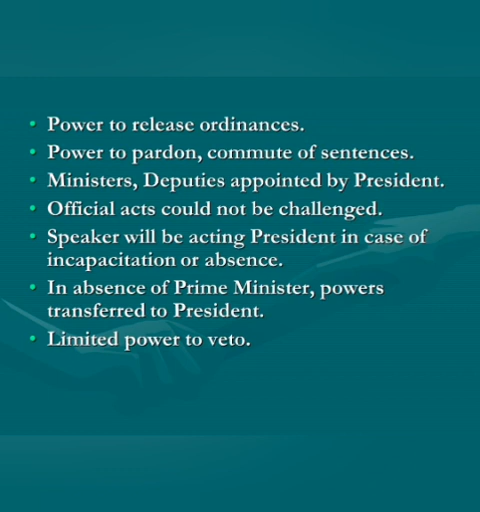 • Power to release ordinances.
• Power to pardon, commute of sentences.
• Ministers, Deputies appointed by President.
• Official acts could not be challenged.
• Speaker will be acting President in case of
incapacitation or absence.
• In absence of Prime Minister, powers
transferred to President.
• Limited power to veto.